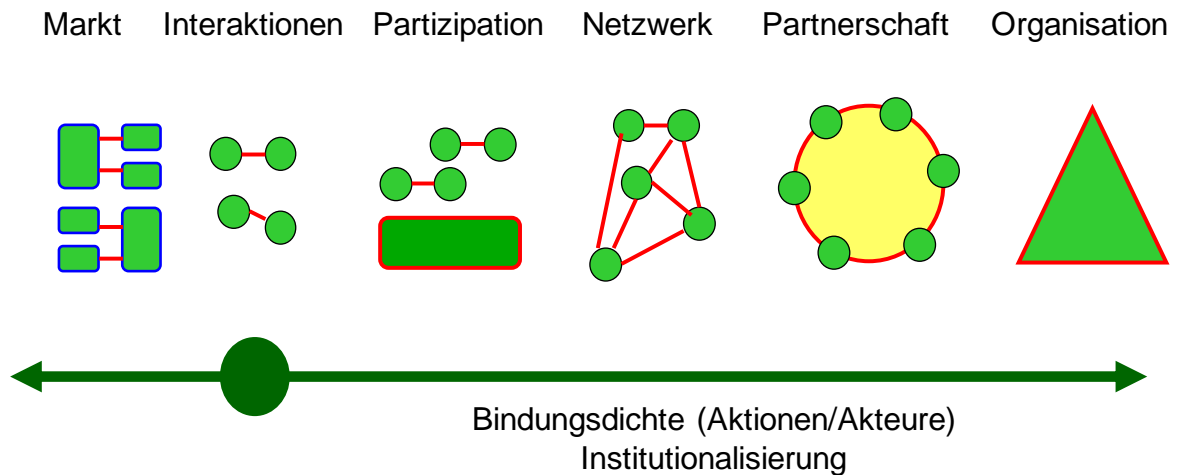 Markt Interaktionen Partizipation Netzwerk Partnerschaft Organisation
Bindungsdichte (Aktionen/Akteure)
Institutionalisierung